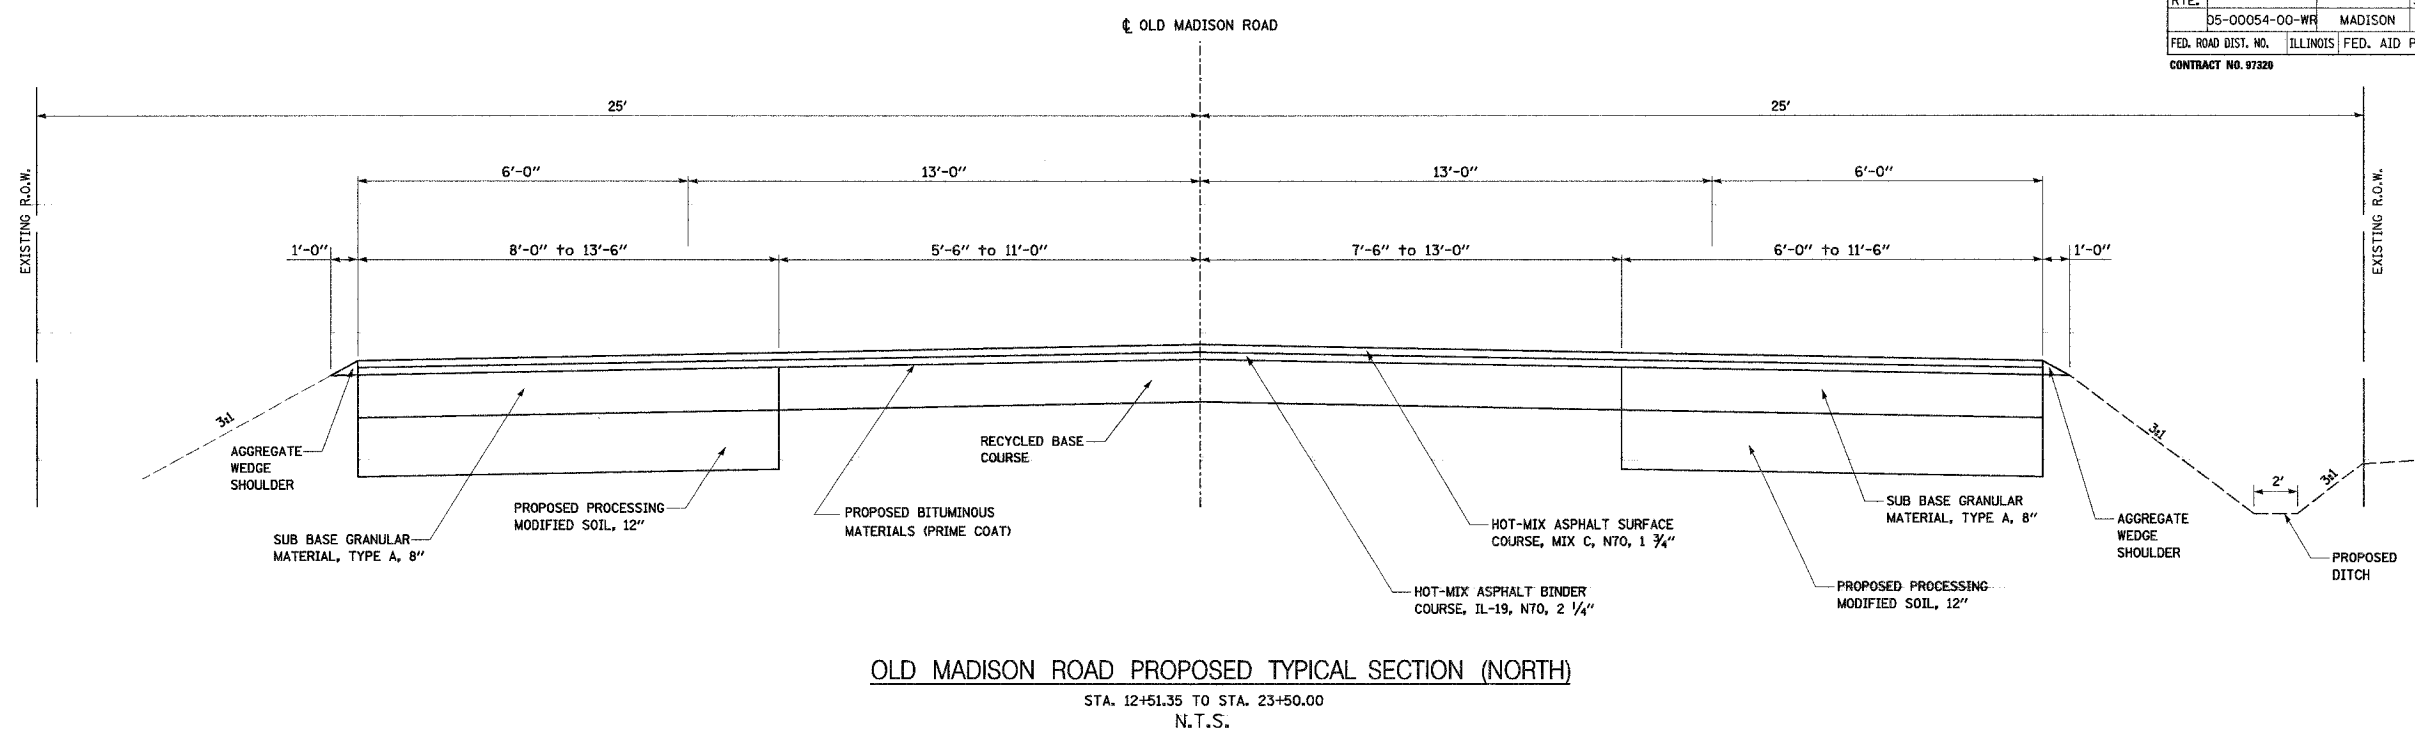 RTE.
05-00054-00-WR MADISON
FED. ROAD DIST. NO. ILLINOIS FED. AID P
CONTRACT NO. 97320
℄ OLD MADISON ROAD
25' 25'
6'-0" 13'-0" 13'-0" 6'-0"
1'-0" 8'-0" to 13'-6" 5'-6" to 11'-0" 7'-6" to 13'-0" 6'-0" to 11'-6" 1'-0"
EXISTING R.O.W.
EXISTING R.O.W.
3:1
3:1
3:1
2'
AGGREGATE
WEDGE
SHOULDER
SUB BASE GRANULAR
MATERIAL, TYPE A, 8"
PROPOSED PROCESSING
MODIFIED SOIL, 12"
PROPOSED BITUMINOUS
MATERIALS (PRIME COAT)
RECYCLED BASE
COURSE
HOT-MIX ASPHALT SURFACE
COURSE, MIX C, N70, 1 3/4"
HOT-MIX ASPHALT BINDER
COURSE, IL-19, N70, 2 1/4"
SUB BASE GRANULAR
MATERIAL, TYPE A, 8"
PROPOSED PROCESSING
MODIFIED SOIL, 12"
AGGREGATE
WEDGE
SHOULDER
PROPOSED
DITCH
OLD MADISON ROAD PROPOSED TYPICAL SECTION (NORTH)
STA. 12+51.35 TO STA. 23+50.00
N.T.S.